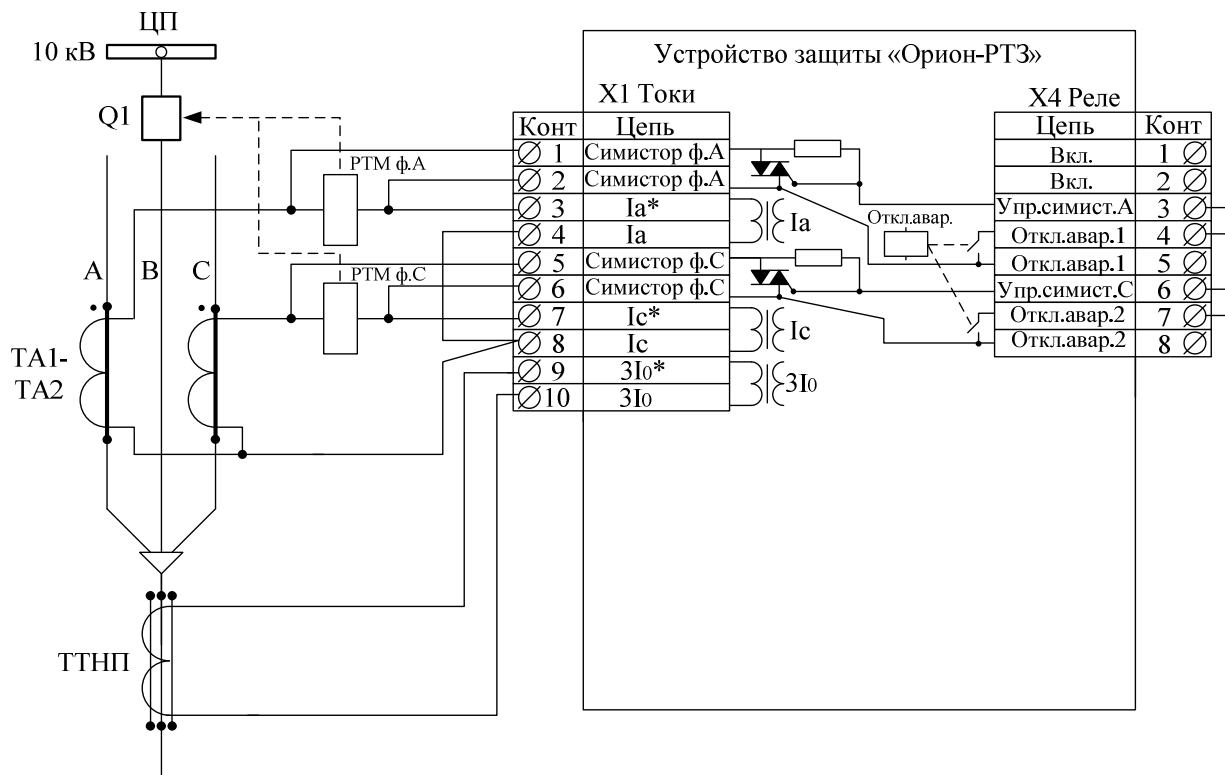 ЦП
10 кВ
Q1
Устройство защиты «Орион-РТЗ»
X1 Токи
Конт Цепь
1 Симистор ф.А
2 Симистор ф.А
3 Ia*
4 Ia
5 Симистор ф.С
6 Симистор ф.С
7 Ic*
8 Ic
9 3I0*
10 3I0
X4 Реле
Цепь Конт
Вкл. 1
Вкл. 2
Упр.симист.А 3
Откл.авар.1 4
Откл.авар.1 5
Упр.симист.С 6
Откл.авар.2 7
Откл.авар.2 8
РТМ ф.А
РТМ ф.С
Ia
Откл.авар.
Ic
3I0
А В С
ТА1-
ТА2
ТТНП